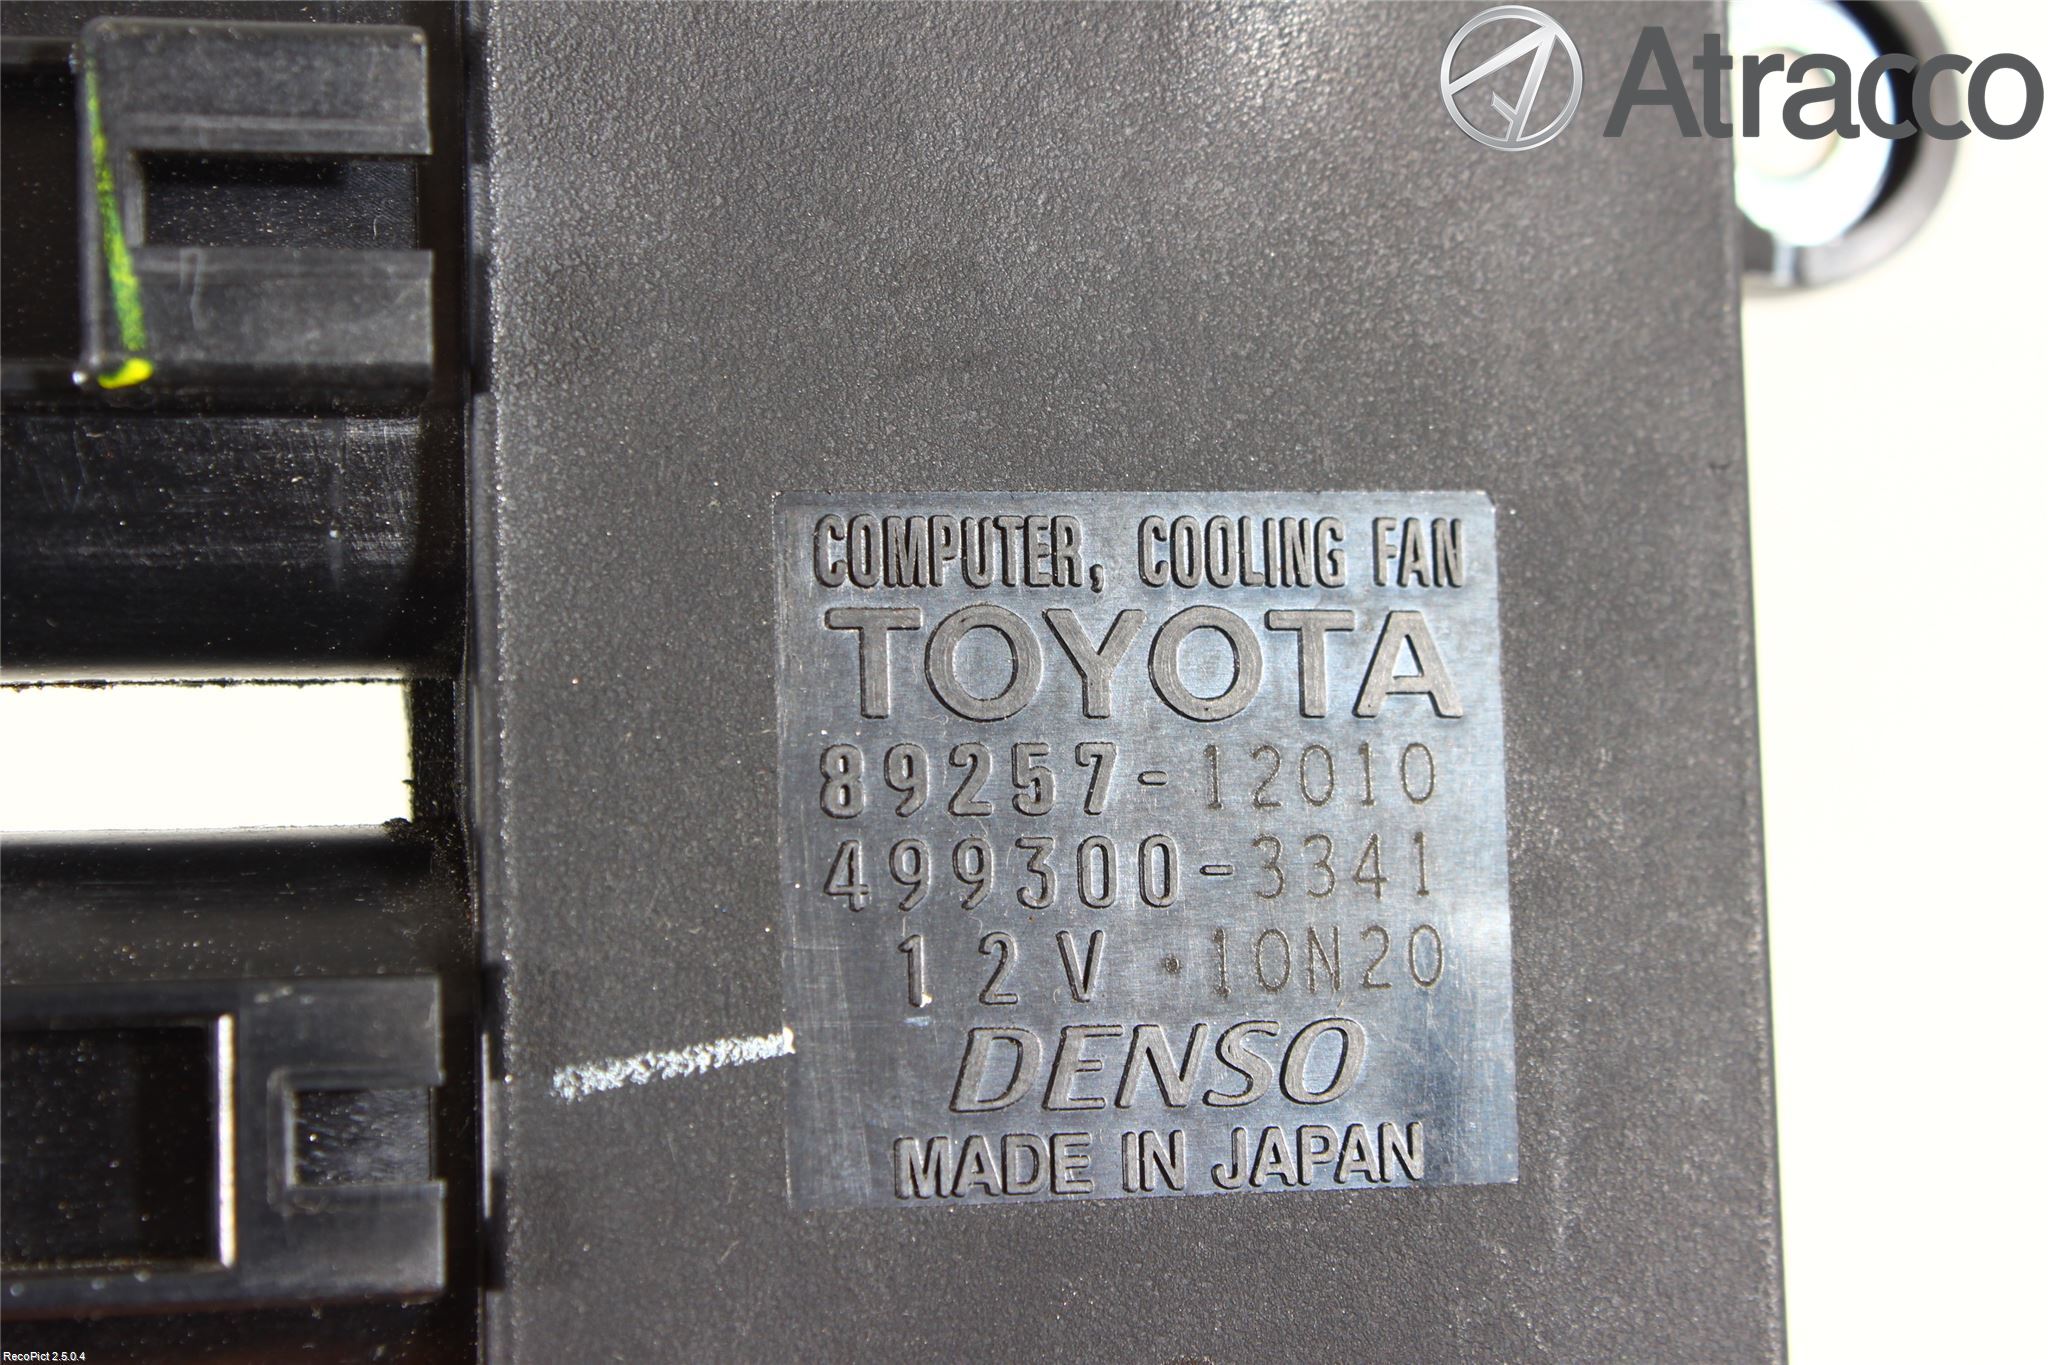 Atracco
COMPUTER, COOLING FAN
TOYOTA
89257-12010
499300-3341
12V ·10N20
DENSO
MADE IN JAPAN
RecoPict 2.5.0.4